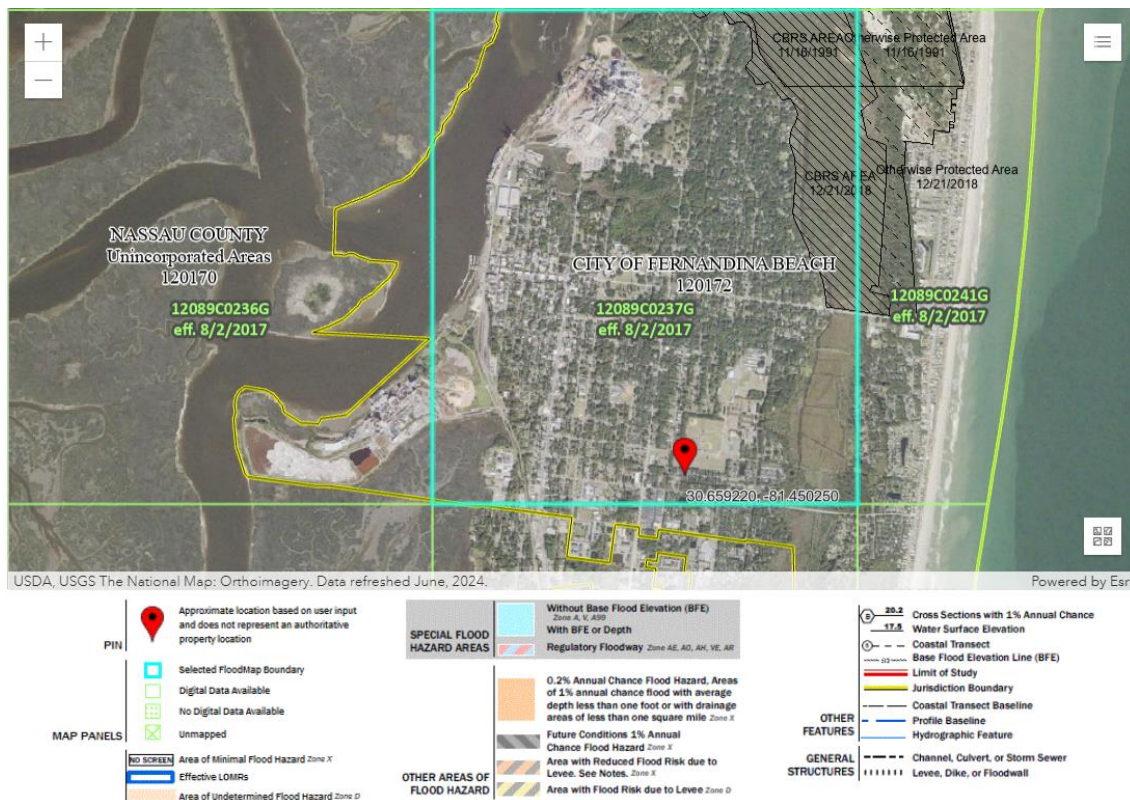 +
−
CBRS AREA
11/16/1991
Otherwise Protected Area
11/16/1991
CBRS AREA
12/21/2018
Otherwise Protected Area
12/21/2018
NASSAU COUNTY
Unincorporated Areas
120170
12089C0236G
eff. 8/2/2017
CITY OF FERNANDINA BEACH
120172
12089C0237G
eff. 8/2/2017
12089C0241G
eff. 8/2/2017
30.659220, -81.450250
USDA, USGS The National Map: Orthoimagery. Data refreshed June, 2024.
Powered by Esr
PIN
Approximate location based on user input
and does not represent an authoritative
property location
MAP PANELS
Selected FloodMap Boundary
Digital Data Available
No Digital Data Available
Unmapped
NO SCREEN Area of Minimal Flood Hazard Zone X
Effective LOMRs
Area of Undetermined Flood Hazard Zone D
SPECIAL FLOOD
HAZARD AREAS
Without Base Flood Elevation (BFE)
Zone A, V, A99
With BFE or Depth
Regulatory Floodway Zone AE, AO, AH, VE, AR
OTHER AREAS OF
FLOOD HAZARD
0.2% Annual Chance Flood Hazard, Areas
of 1% annual chance flood with average
depth less than one foot or with drainage
areas of less than one square mile Zone X
Future Conditions 1% Annual
Chance Flood Hazard Zone X
Area with Reduced Flood Risk due to
Levee. See Notes. Zone X
Area with Flood Risk due to Levee Zone D
OTHER
FEATURES
20.2 Cross Sections with 1% Annual Chance
17.5 Water Surface Elevation
Coastal Transect
Base Flood Elevation Line (BFE)
Limit of Study
Jurisdiction Boundary
Coastal Transect Baseline
Profile Baseline
Hydrographic Feature
GENERAL
STRUCTURES
Channel, Culvert, or Storm Sewer
Levee, Dike, or Floodwall